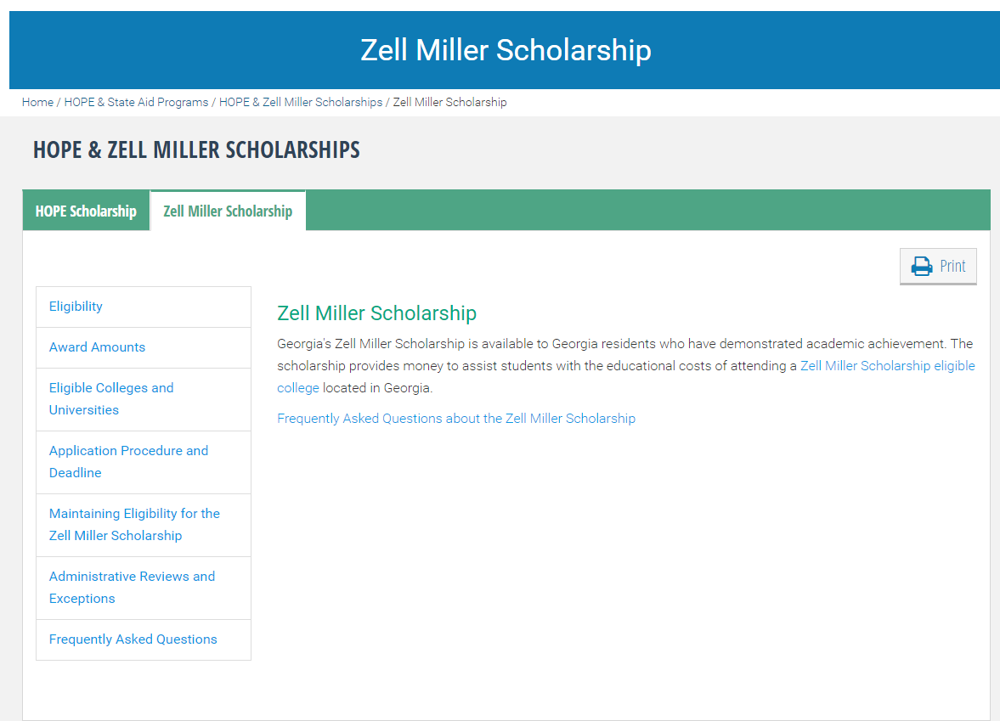 Zell Miller Scholarship
Home / HOPE & State Aid Programs / HOPE & Zell Miller Scholarships / Zell Miller Scholarship
HOPE & ZELL MILLER SCHOLARSHIPS
HOPE Scholarship
Zell Miller Scholarship
Print
Eligibility
Award Amounts
Eligible Colleges and
Universities
Application Procedure and
Deadline
Maintaining Eligibility for the
Zell Miller Scholarship
Administrative Reviews and
Exceptions
Frequently Asked Questions
Zell Miller Scholarship
Georgia's Zell Miller Scholarship is available to Georgia residents who have demonstrated academic achievement. The
scholarship provides money to assist students with the educational costs of attending a Zell Miller Scholarship eligible
college located in Georgia.
Frequently Asked Questions about the Zell Miller Scholarship